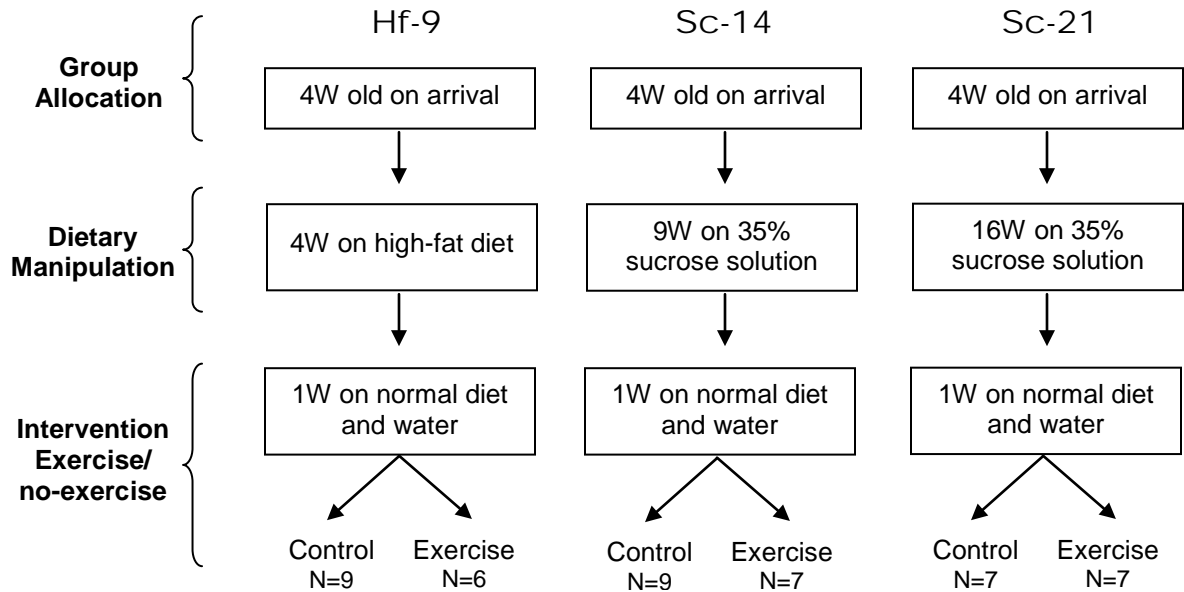 Hf-9
Sc-14
Sc-21
Group
Allocation
4W old on arrival
4W old on arrival
4W old on arrival
Dietary
Manipulation
4W on high-fat diet
9W on 35%
sucrose solution
16W on 35%
sucrose solution
Intervention
Exercise/
no-exercise
1W on normal diet
and water
1W on normal diet
and water
1W on normal diet
and water
Control
N=9
Exercise
N=6
Control
N=9
Exercise
N=7
Control
N=7
Exercise
N=7